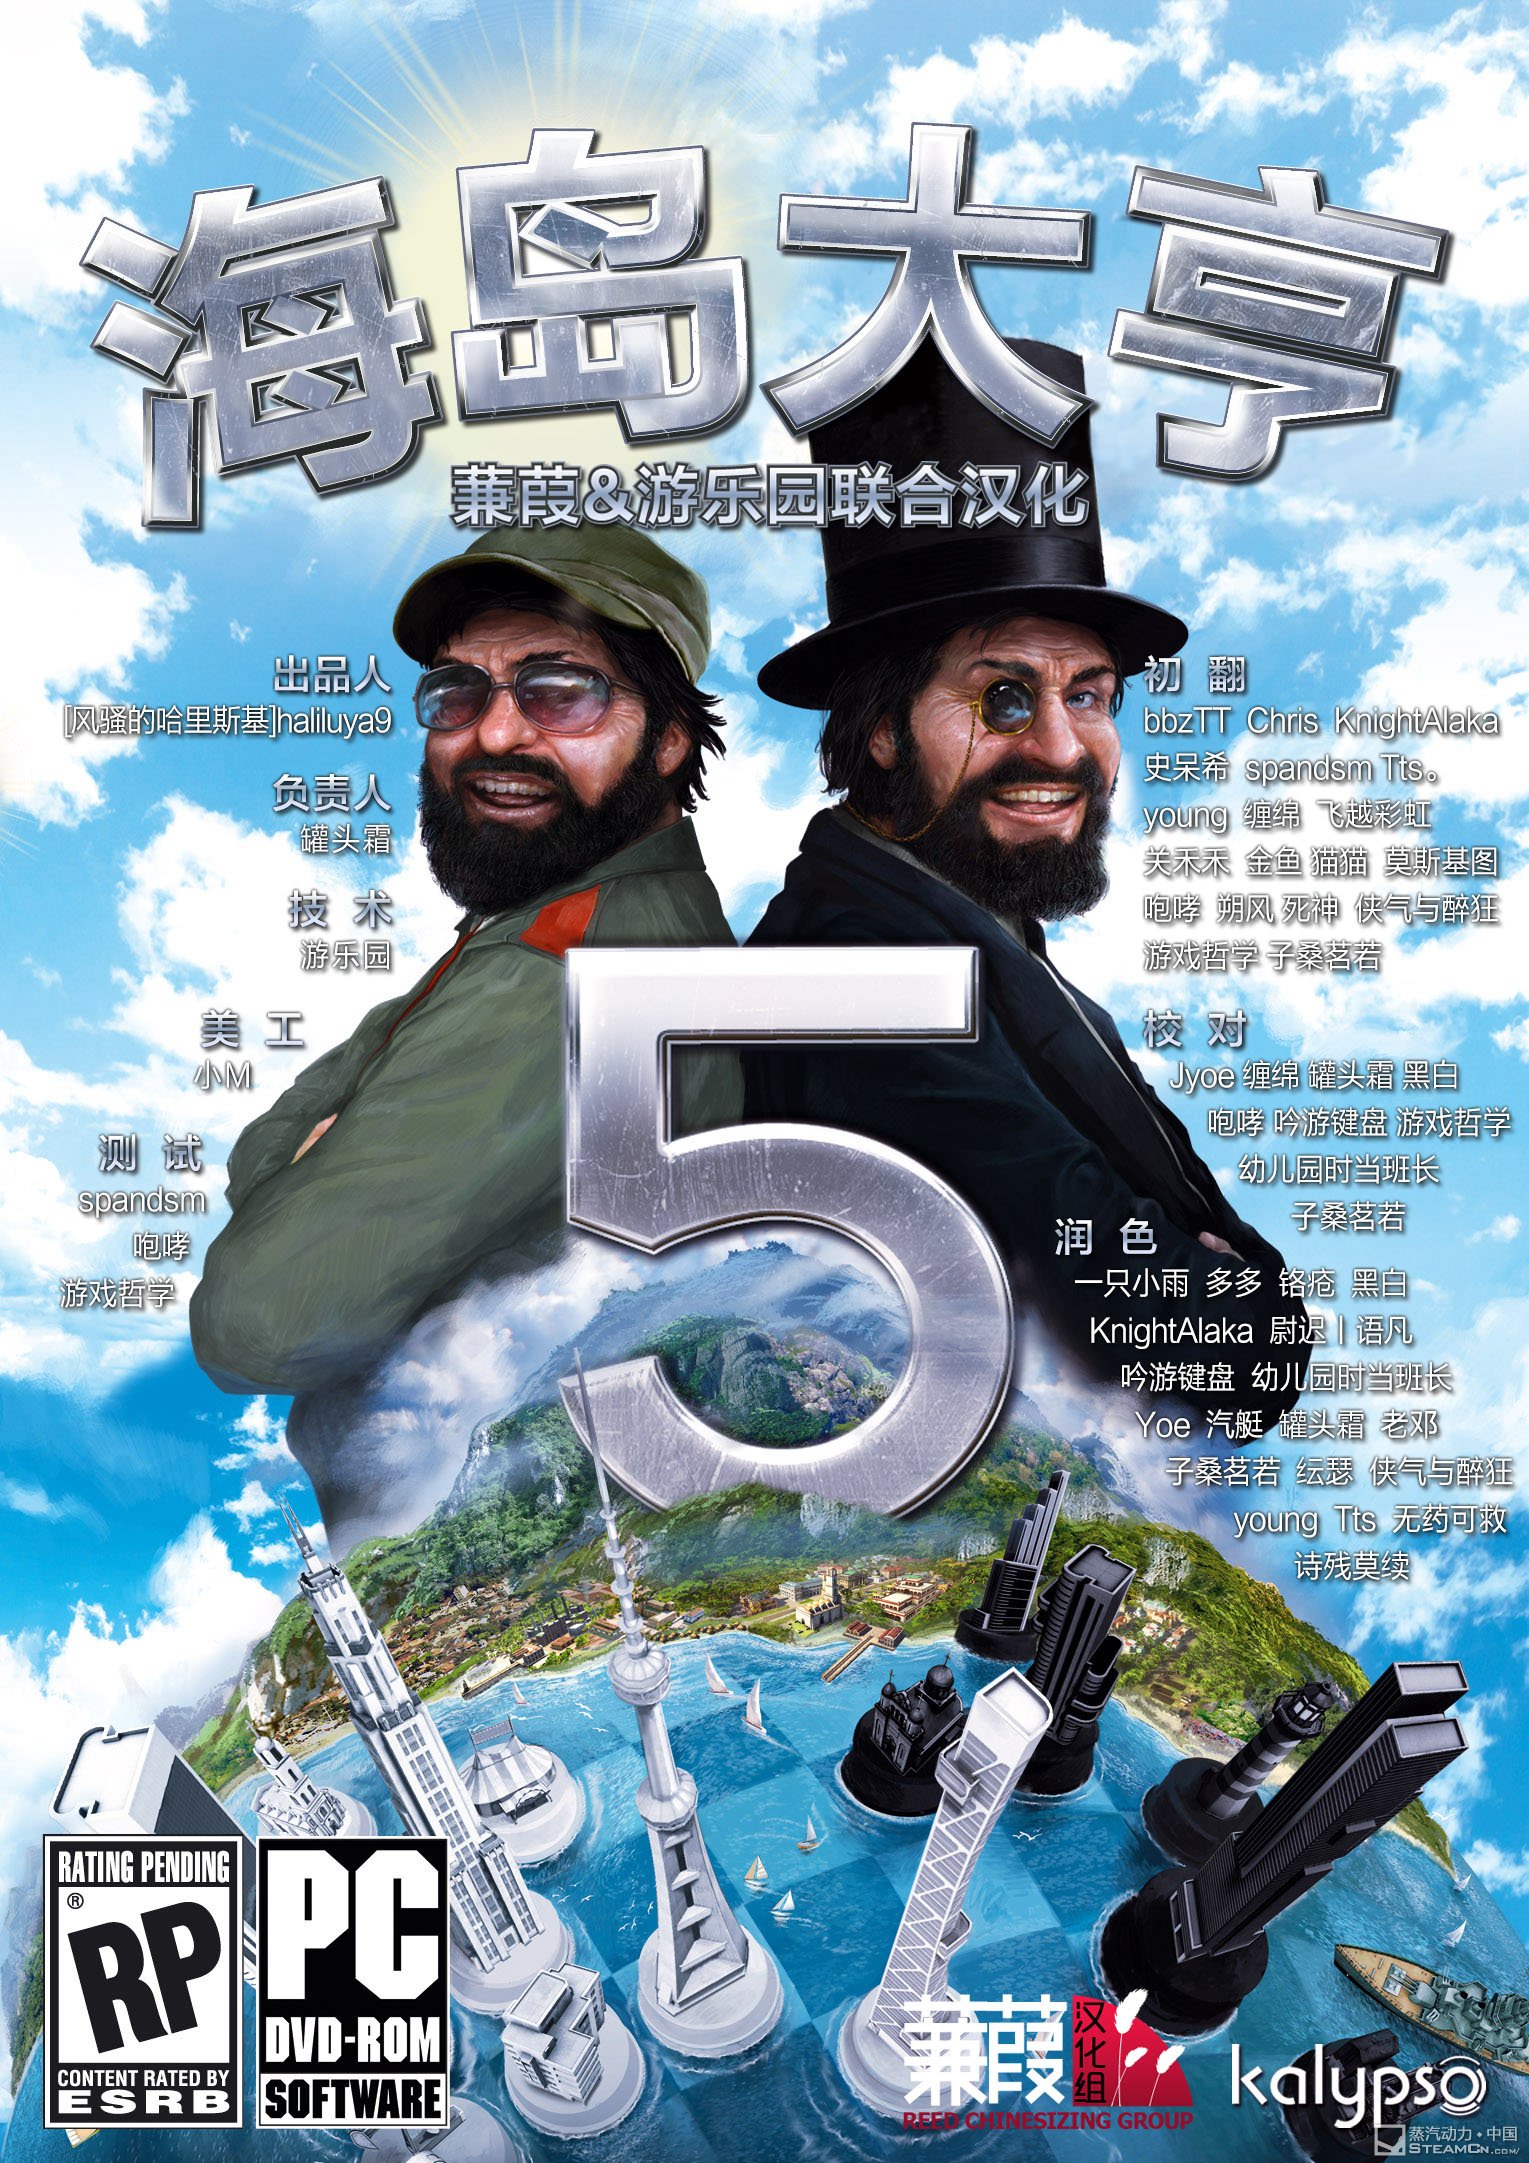 海岛大亨
蒹葭&游乐园联合汉化
5
出品人
[风骚的哈里斯基]haliluya9
负责人
罐头霜
技 术
游乐园
美 工
小M
测 试
spandsm
咆哮
游戏哲学
初 翻
bbzTT Chris KnightAlaka
史呆希 spandsm Tts。
young 缠绵 飞越彩虹
关禾禾 金鱼 猫猫 莫斯基图
咆哮 朔风 死神 侠气与醉狂
游戏哲学 子桑茗若
校 对
Jyoe 缠绵 罐头霜 黑白
咆哮 吟游键盘 游戏哲学
幼儿园时当班长
子桑茗若
润 色
一只小雨 多多 铬疮 黑白
KnightAlaka 尉迟丨语凡
吟游键盘 幼儿园时当班长
Yoe 汽艇 罐头霜 老邓
子桑茗若 纭瑟 侠气与醉狂
young Tts 无药可救
诗残莫续
RATING PENDING
®
RP
CONTENT RATED BY
ESRB
PC
DVD-ROM
SOFTWARE
蒹葭汉化组
REED CHINESIZING GROUP
kalypso
蒸汽动力·中国
STEAMCN.COM/